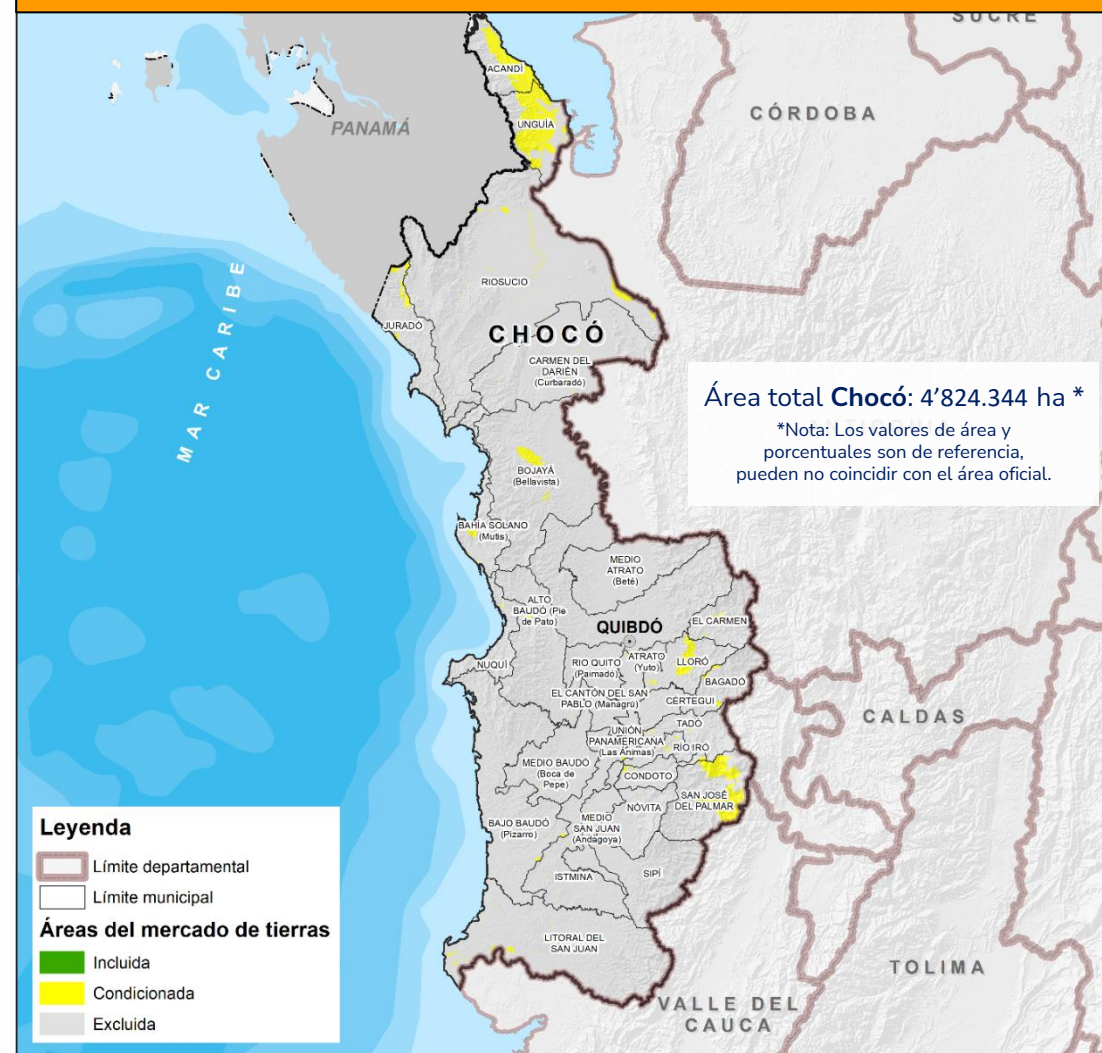 SUCRE
ACANDÍ
UNGUÍA
PANAMÁ
CÓRDOBA
MAR CARIBE
RIOSUCIO
JURADÓ
CHOCÓ
CARMEN DEL
DARIÉN
(Curbaradó)
Área total Chocó: 4’824.344 ha *
*Nota: Los valores de área y
porcentuales son de referencia,
pueden no coincidir con el área oficial.
BOJAYÁ
(Bellavista)
BAHÍA SOLANO
(Mutis)
MEDIO
ATRATO
(Beté)
ALTO
BAUDÓ (Pie
de Pato)
QUIBDÓ
EL CARMEN
NUQUÍ
RIO QUITO
(Paimadó)
ATRATO
(Yuto)
LLORÓ
BAGADÓ
EL CANTÓN DEL SAN
PABLO (Managrú)
CÉRTEGUI
CALDAS
TADÓ
UNIÓN
PANAMERICANA
(Las Ánimas)
RÍO IRÓ
MEDIO BAUDÓ
(Boca de
Pepe)
CONDOTO
SAN JOSÉ
DEL PALMAR
NÓVITA
BAJO BAUDÓ
(Pizarro)
MEDIO
SAN JUAN
(Andagoya)
ISTMINA
SIPÍ
LITORAL DEL
SAN JUAN
TOLIMA
VALLE DEL
CAUCA
Leyenda
Límite departamental
Límite municipal
Áreas del mercado de tierras
Incluida
Condicionada
Excluida